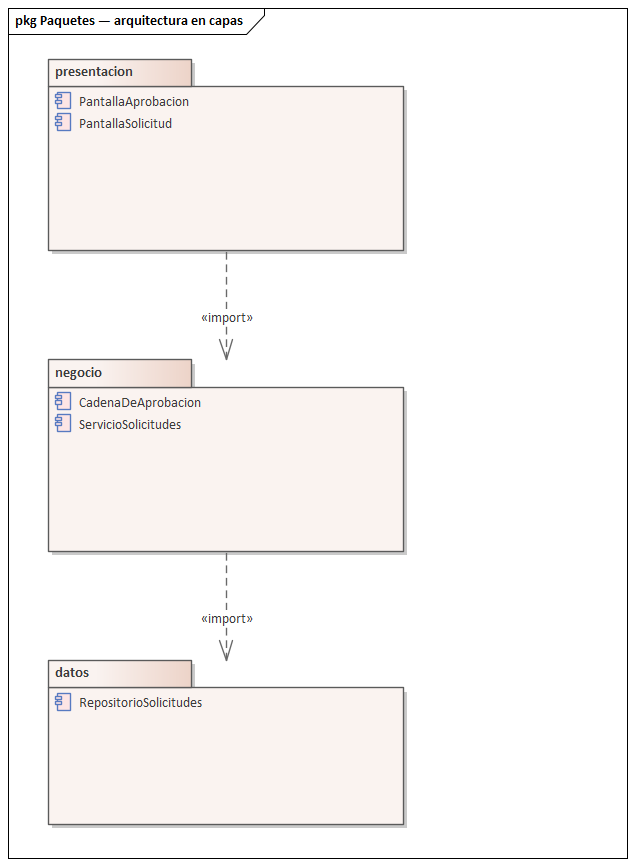 pkg Paquetes — arquitectura en capas
presentacion
PantallaAprobacion
PantallaSolicitud
«import»
negocio
CadenaDeAprobacion
ServicioSolicitudes
«import»
datos
RepositorioSolicitudes